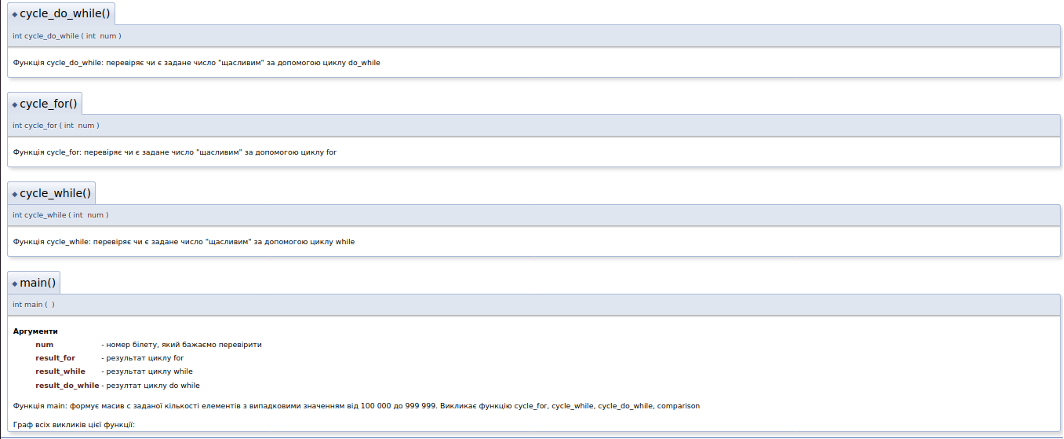 ◆ cycle_do_while()
int cycle_do_while ( int num )
Функція cycle_do_while: перевіряє чи є задане число "щасливим" за допомогою циклу do_while
◆ cycle_for()
int cycle_for ( int num )
Функція cycle_for: перевіряє чи є задане число "щасливим" за допомогою циклу for
◆ cycle_while()
int cycle_while ( int num )
Функція cycle_while: перевіряє чи є задане число "щасливим" за допомогою циклу while
◆ main()
int main ( )
Аргументи
num - номер білету, який бажаємо перевірити
result_for - результат циклу for
result_while - результат циклу while
result_do_while - резултат циклу do while
Функція main: формує масив с заданої кількості елементів з випадковими значенням від 100 000 до 999 999. Викликає функцію cycle_for, cycle_while, cycle_do_while, comparison
Граф всіх викликів цієї функції: